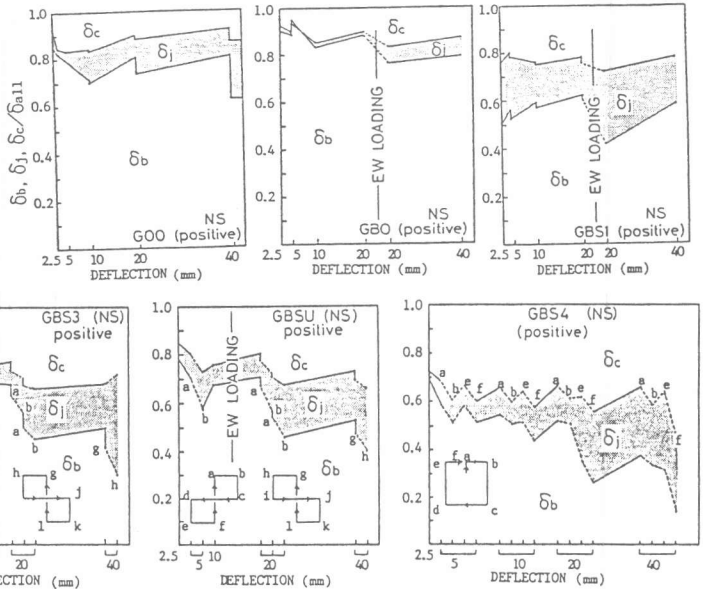 δb, δj, δc/δall
1.0
0.8
0.6
0.4
0.2
δc
δj
δb
NS
GOO (positive)
2.5 10 20 40
DEFLECTION (mm)
1.0
0.8
0.6
0.4
0.2
δc
δj
δb
EW LOADING
NS
GBO (positive)
2.5 10 20 40
5
DEFLECTION (mm)
1.0
0.8
0.6
0.4
0.2
δc
δj
δb
EW LOADING
NS
GBS1 (positive)
2.5 10 20 40
DEFLECTION (mm)
GBS3 (NS)
positive
δc
δj
δb
a
b
a
b
g
h
h g
j
l k
20 40
ECTION (mm)
1.0
0.8
0.6
0.4
0.2
GBSU (NS)
positive
EW LOADING
δc
δj
δb
a
b
a
b
g
h
a b
d c
e f
h g
i j
l k
2.5 5 10 20 40
DEFLECTION (mm)
1.0
0.8
0.6
0.4
0.2
GBS4 (NS)
(positive)
δc
δj
δb
a b e f a b e f a b e f a b e f
e f a b
d c
2.5 5 10 20 40
DEFLECTION (mm)